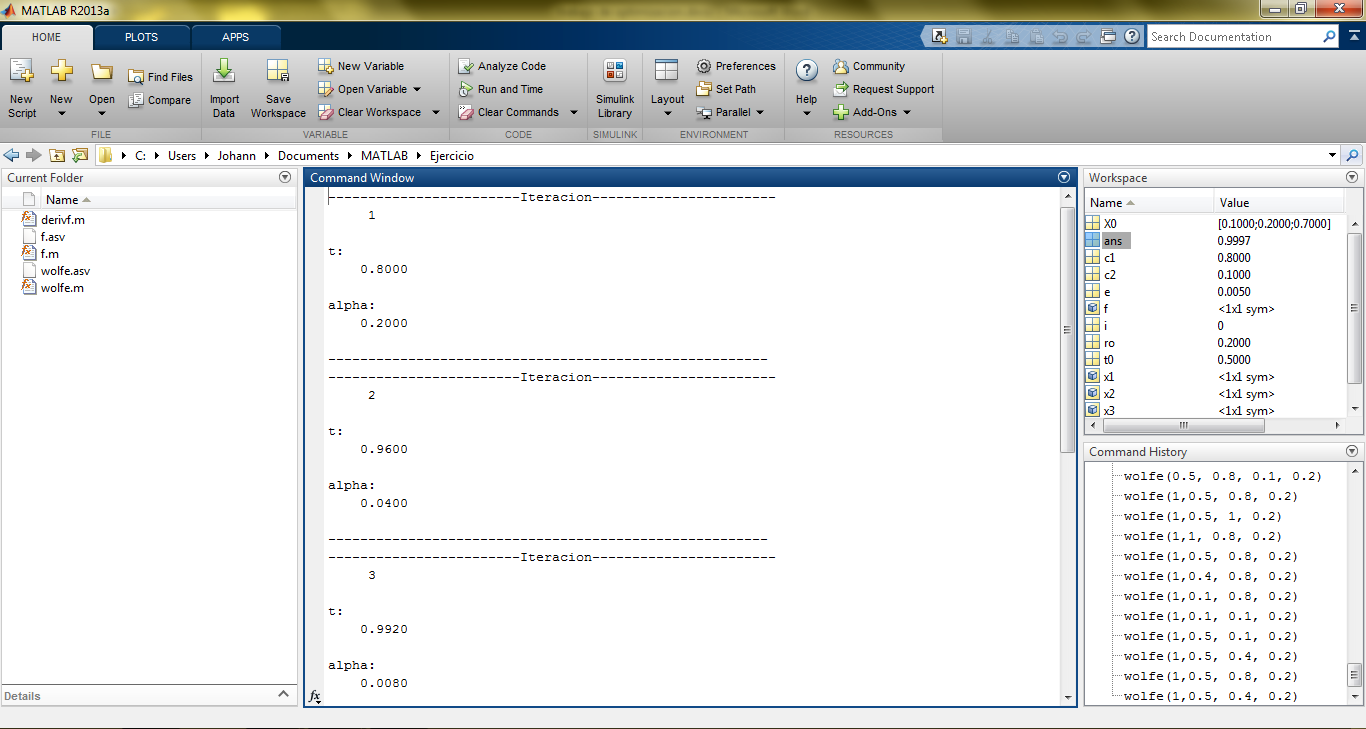 MATLAB R2013a
HOME PLOTS APPS
Search Documentation
New Script
New
Open
Find Files
Compare
FILE
Import Data
Save Workspace
New Variable
Open Variable
Clear Workspace
VARIABLE
Analyze Code
Run and Time
Clear Commands
CODE
Simulink Library
SIMULINK
Layout
Preferences
Set Path
Parallel
ENVIRONMENT
Help
Community
Request Support
Add-Ons
RESOURCES
C: Users Johann Documents MATLAB Ejercicio
Current Folder
Name
derivf.m
f.asv
f.m
wolfe.asv
wolfe.m
Details
Command Window
------------------------Iteracion-----------------------
1
t:
0.8000
alpha:
0.2000
-------------------------------------------------------
------------------------Iteracion-----------------------
2
t:
0.9600
alpha:
0.0400
-------------------------------------------------------
------------------------Iteracion-----------------------
3
t:
0.9920
alpha:
0.0080
fx
Workspace
Name Value
X0 [0.1000;0.2000;0.7000]
ans 0.9997
c1 0.8000
c2 0.1000
e 0.0050
f <1x1 sym>
i 0
ro 0.2000
t0 0.5000
x1 <1x1 sym>
x2 <1x1 sym>
x3 <1x1 sym>
Command History
wolfe(0.5, 0.8, 0.1, 0.2)
wolfe(1,0.5, 0.8, 0.2)
wolfe(1,0.5, 1, 0.2)
wolfe(1,1, 0.8, 0.2)
wolfe(1,0.5, 0.8, 0.2)
wolfe(1,0.4, 0.8, 0.2)
wolfe(1,0.1, 0.8, 0.2)
wolfe(1,0.1, 0.1, 0.2)
wolfe(1,0.5, 0.1, 0.2)
wolfe(1,0.5, 0.4, 0.2)
wolfe(1,0.5, 0.8, 0.2)
wolfe(1,0.5, 0.4, 0.2)